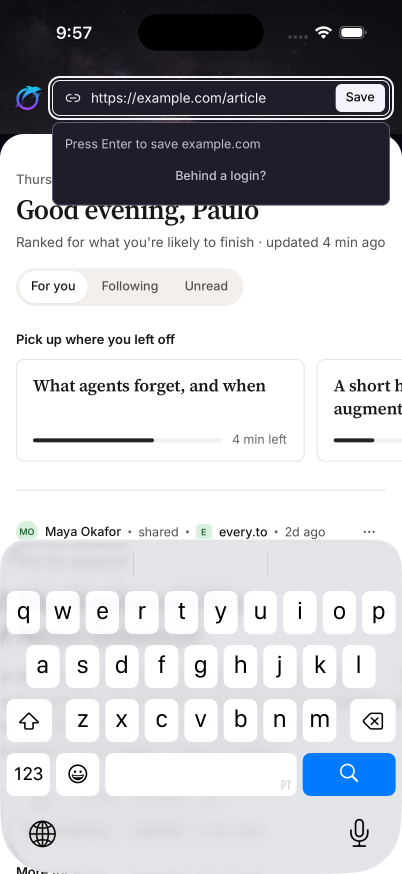 9:57
https://example.com/article
Save
Press Enter to save example.com
Behind a login?
Thurs
Good evening, Paulo
Ranked for what you're likely to finish · updated 4 min ago
For you
Following
Unread
Pick up where you left off
What agents forget, and when
4 min left
A short h
augment
MO Maya Okafor • shared • E every.to • 2d ago
q w e r t y u i o p
a s d f g h j k l
z x c v b n m
123
PT